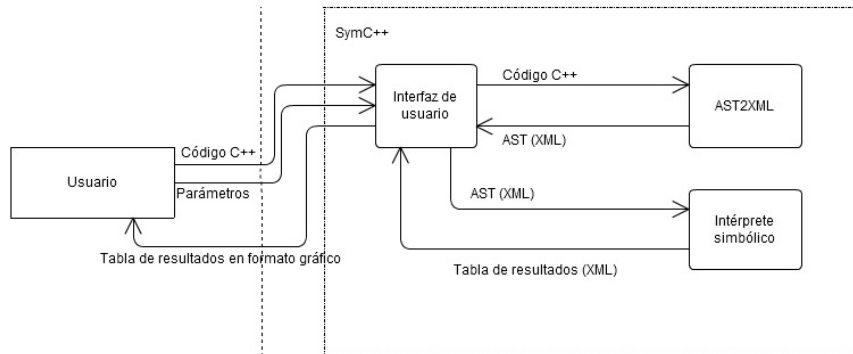 SymC++
Interfaz de
usuario
Código C++
AST2XML
AST (XML)
Código C++
Usuario
Parámetros
AST (XML)
Intérprete
simbólico
Tabla de resultados en formato gráfico
Tabla de resultados (XML)